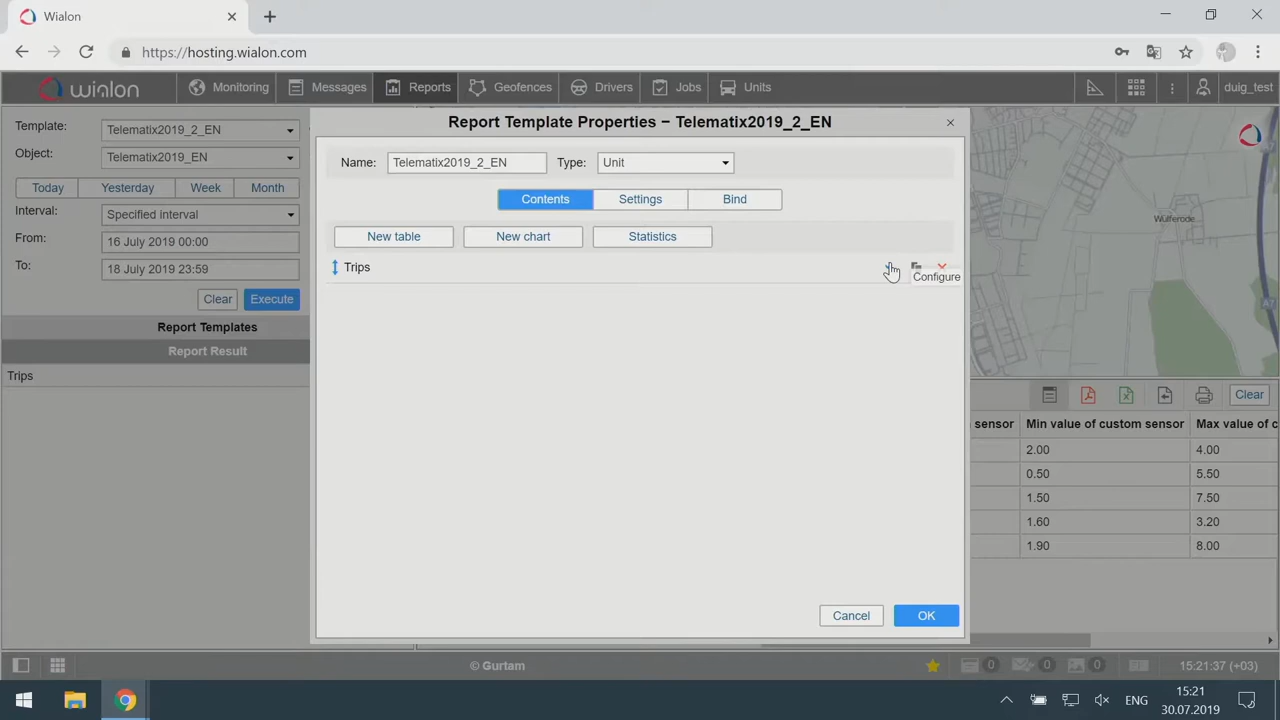 Wialon
https://hosting.wialon.com
wialon
Monitoring
Messages
Reports
Geofences
Drivers
Jobs
Units
duig_test
Template:
Telematix2019_2_EN
Object:
Telematix2019_EN
Today
Yesterday
Week
Month
Interval:
Specified interval
From:
16 July 2019 00:00
To:
18 July 2019 23:59
Clear
Execute
Report Templates
Report Result
Trips
Report Template Properties – Telematix2019_2_EN
Name:
Telematix2019_2_EN
Type:
Unit
Contents
Settings
Bind
New table
New chart
Statistics
Trips
Configure
Cancel
OK
Wülferode
A7
Clear
sensor
Min value of custom sensor
Max value of c
2.00
4.00
0.50
5.50
1.50
7.50
1.60
3.20
1.90
8.00
© Gurtam
0
0
0
15:21:37 (+03)
ENG
15:21
30.07.2019